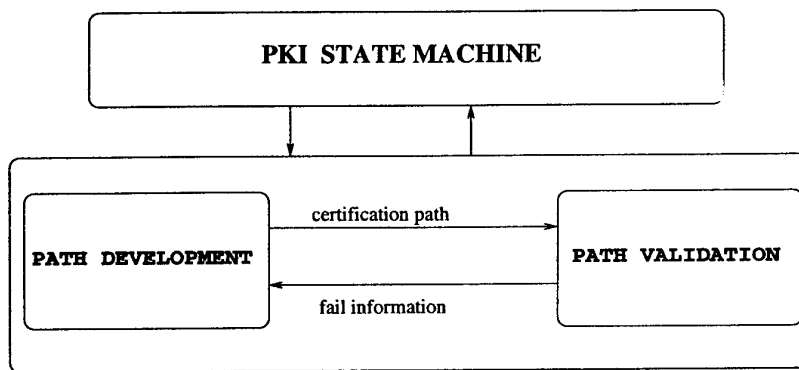 PKI STATE MACHINE
certification path
PATH DEVELOPMENT
PATH VALIDATION
fail information